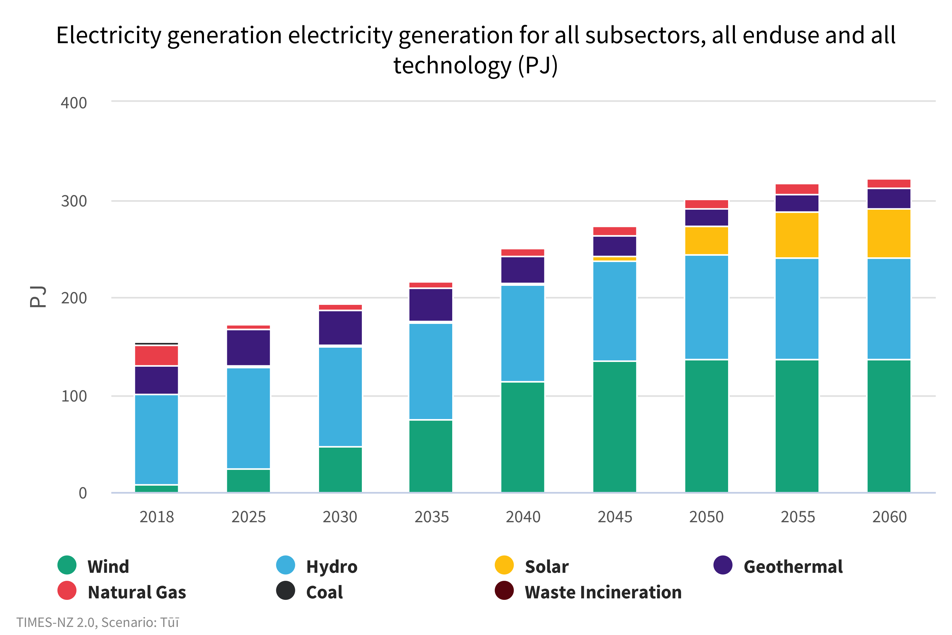 Electricity generation electricity generation for all subsectors, all enduse and all
technology (PJ)
400
300
200
100
0
PJ
2018 2025 2030 2035 2040 2045 2050 2055 2060
Wind Hydro Solar Geothermal
Natural Gas Coal Waste Incineration
TIMES-NZ 2.0, Scenario: Tūī